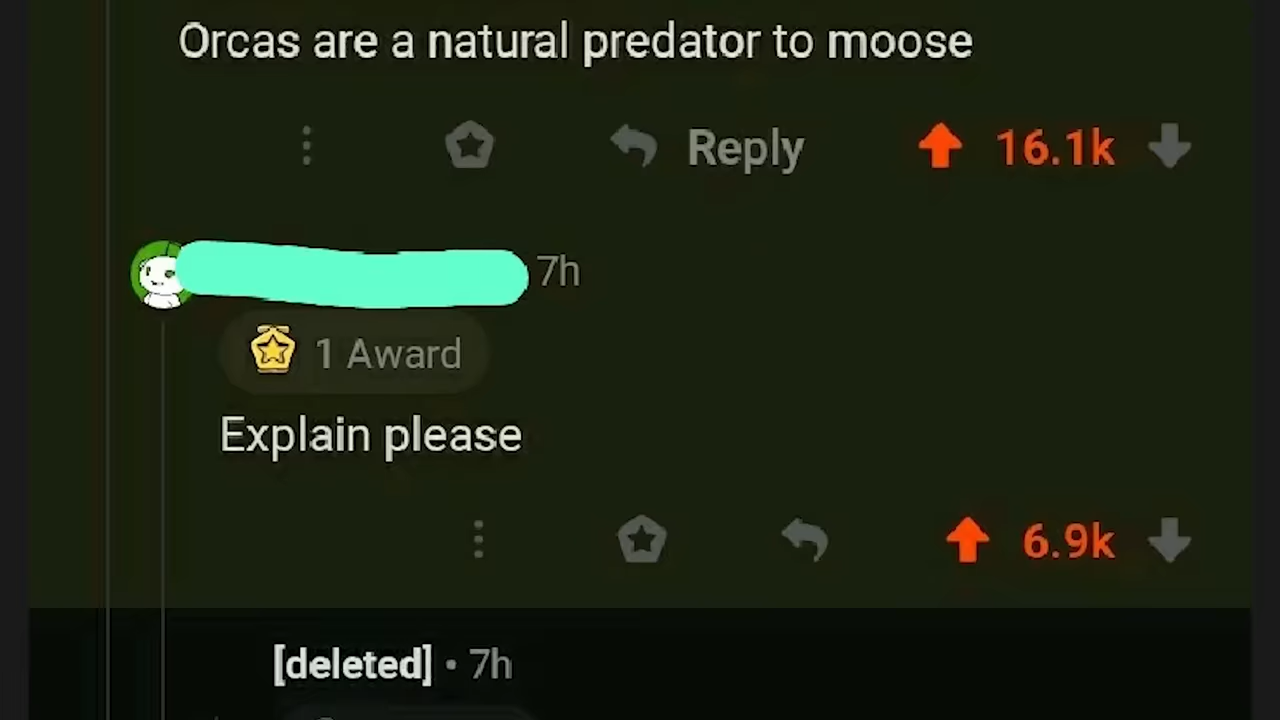 Orcas are a natural predator to moose
Reply 16.1k
7h
1 Award
Explain please
6.9k
[deleted] • 7h